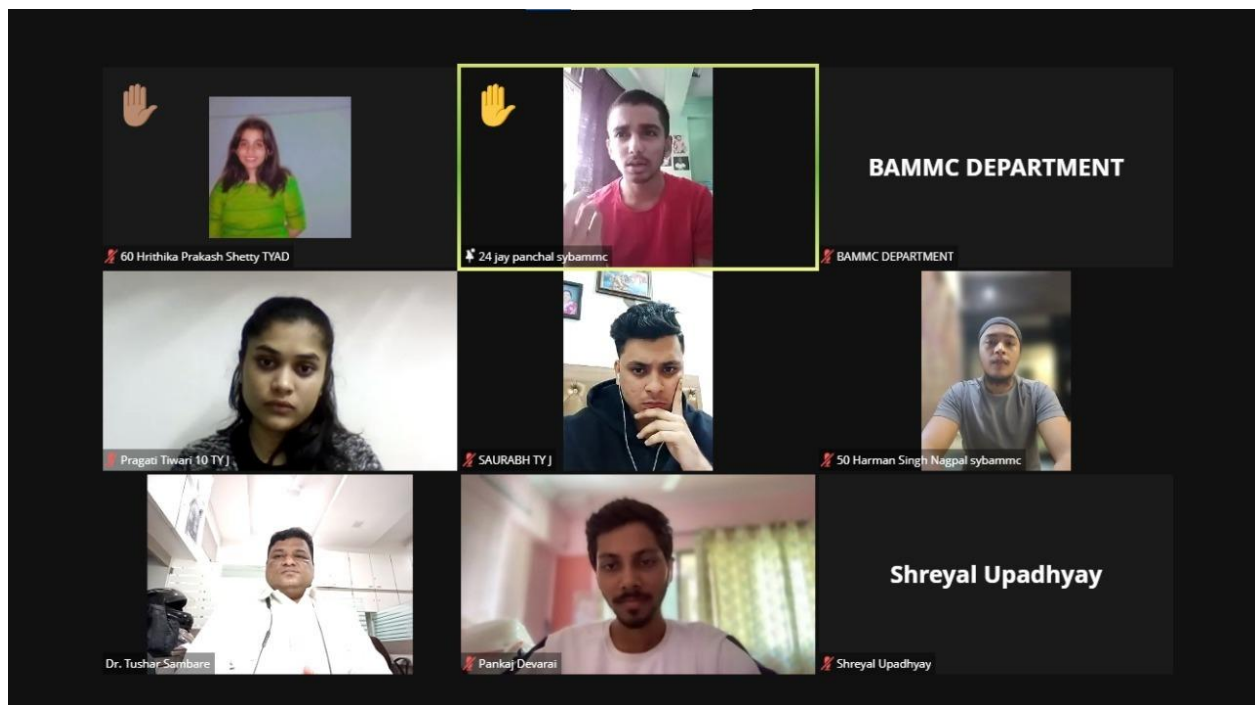 BAMMC DEPARTMENT
60 Hrithika Prakash Shetty TYAD
24 jay panchal sybammc
BAMMC DEPARTMENT
Pragati Tiwari 10 TY J
SAURABH TY J
50 Harman Singh Nagpal sybammc
Shreyal Upadhyay
Dr. Tushar Sambare
Pankaj Devarai
Shreyal Upadhyay